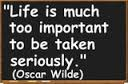 "Life is much
too important
to be taken
seriously."
(Oscar Wilde)